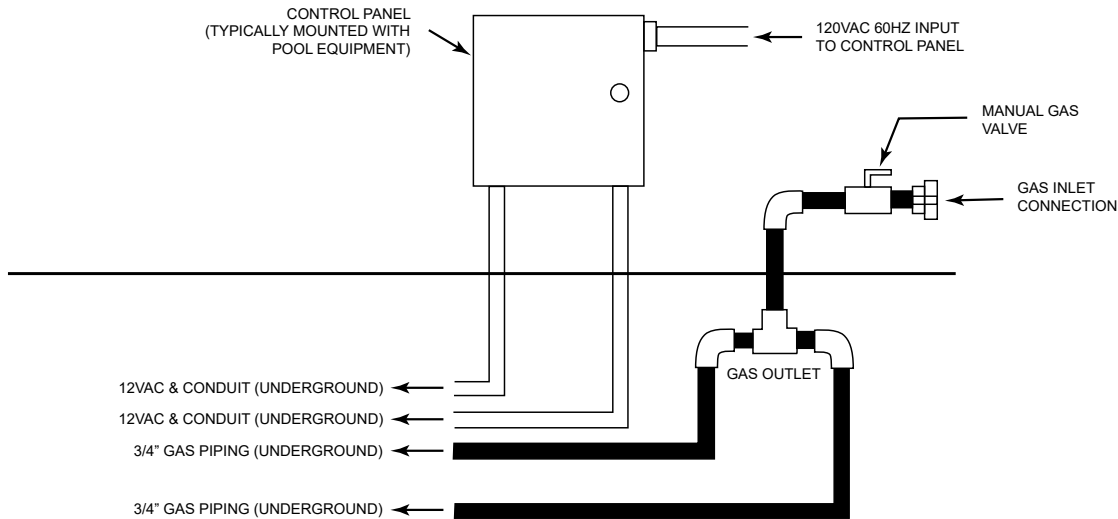 CONTROL PANEL
(TYPICALLY MOUNTED WITH
POOL EQUIPMENT)
120VAC 60HZ INPUT
TO CONTROL PANEL
MANUAL GAS
VALVE
GAS INLET
CONNECTION
GAS OUTLET
12VAC & CONDUIT (UNDERGROUND)
12VAC & CONDUIT (UNDERGROUND)
3/4” GAS PIPING (UNDERGROUND)
3/4” GAS PIPING (UNDERGROUND)